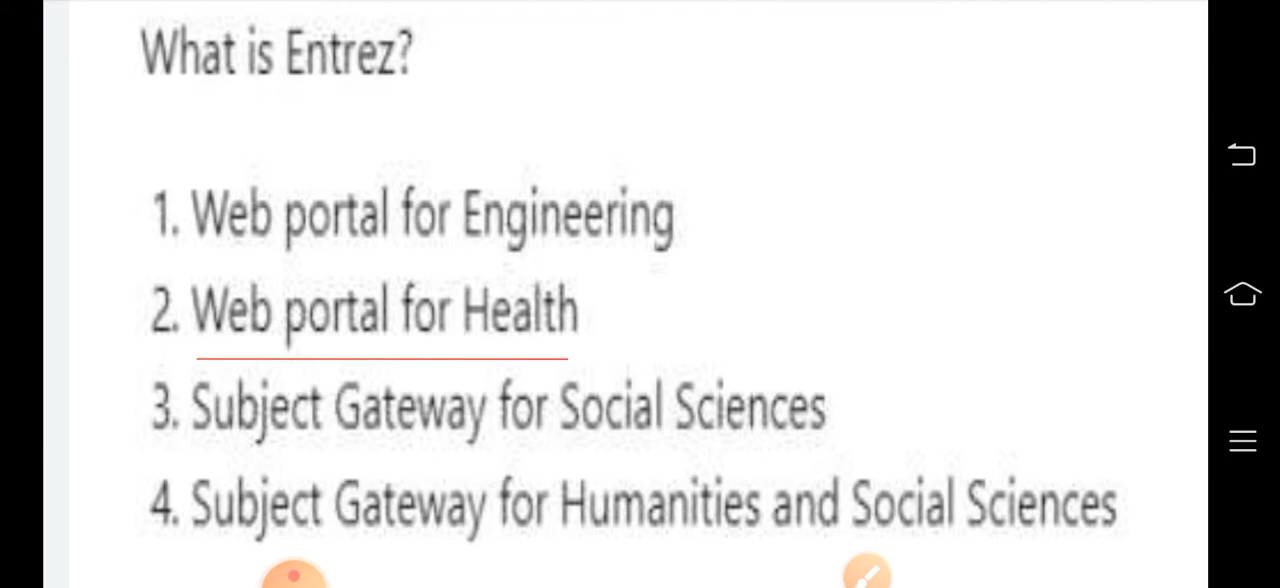 What is Entrez?
1. Web portal for Engineering
2. Web portal for Health
3. Subject Gateway for Social Sciences
4. Subject Gateway for Humanities and Social Sciences